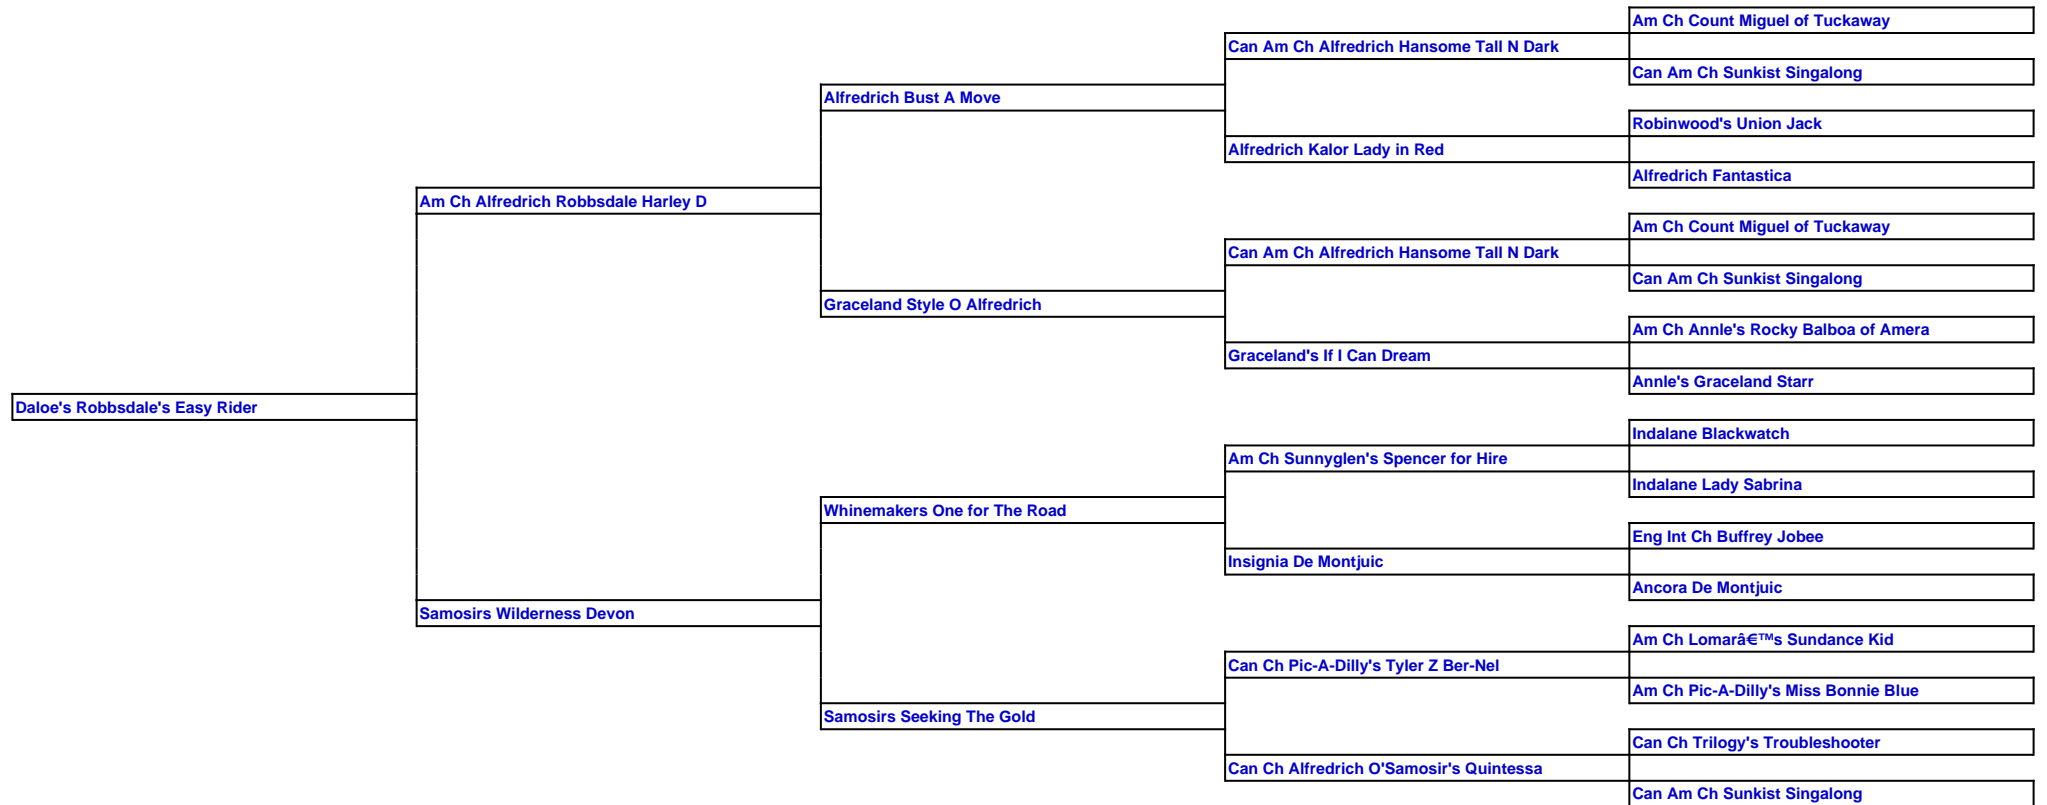 Am Ch Count Miguel of Tuckaway
Can Am Ch Alfredrich Hansome Tall N Dark
Can Am Ch Sunkist Singalong
Alfredrich Bust A Move
Robinwood's Union Jack
Alfredrich Kalor Lady in Red
Alfredrich Fantastica
Am Ch Alfredrich Robbsdale Harley D
Am Ch Count Miguel of Tuckaway
Can Am Ch Alfredrich Hansome Tall N Dark
Can Am Ch Sunkist Singalong
Graceland Style O Alfredrich
Am Ch Annle's Rocky Balboa of Amera
Graceland's If I Can Dream
Annle's Graceland Starr
Daloe's Robbsdale's Easy Rider
Indalane Blackwatch
Am Ch Sunnyglen's Spencer for Hire
Indalane Lady Sabrina
Whinemakers One for The Road
Eng Int Ch Buffrey Jobee
Insignia De Montjuic
Ancora De Montjuic
Samosirs Wilderness Devon
Am Ch Lomarâ€™s Sundance Kid
Can Ch Pic-A-Dilly's Tyler Z Ber-Nel
Am Ch Pic-A-Dilly's Miss Bonnie Blue
Samosirs Seeking The Gold
Can Ch Trilogy's Troubleshooter
Can Ch Alfredrich O'Samosir's Quintessa
Can Am Ch Sunkist Singalong